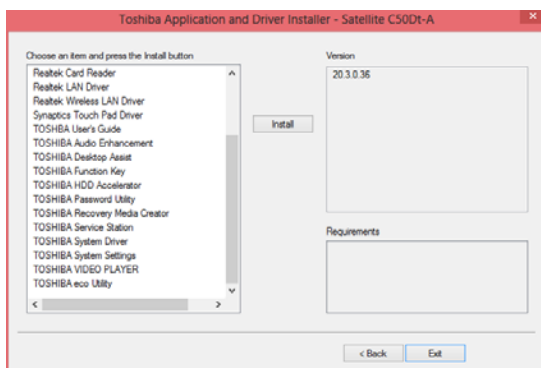 Toshiba Application and Driver Installer - Satellite C50Dt-A
Choose an item and press the Install button
Realtek Card Reader
Realtek LAN Driver
Realtek Wireless LAN Driver
Synaptics Touch Pad Driver
TOSHIBA User's Guide
TOSHIBA Audio Enhancement
TOSHIBA Desktop Assist
TOSHIBA Function Key
TOSHIBA HDD Accelerator
TOSHIBA Password Utility
TOSHIBA Recovery Media Creator
TOSHIBA Service Station
TOSHIBA System Driver
TOSHIBA System Settings
TOSHIBA VIDEO PLAYER
TOSHIBA eco Utility
Install
Version
20.3.0.36
Requirements
< Back
Exit